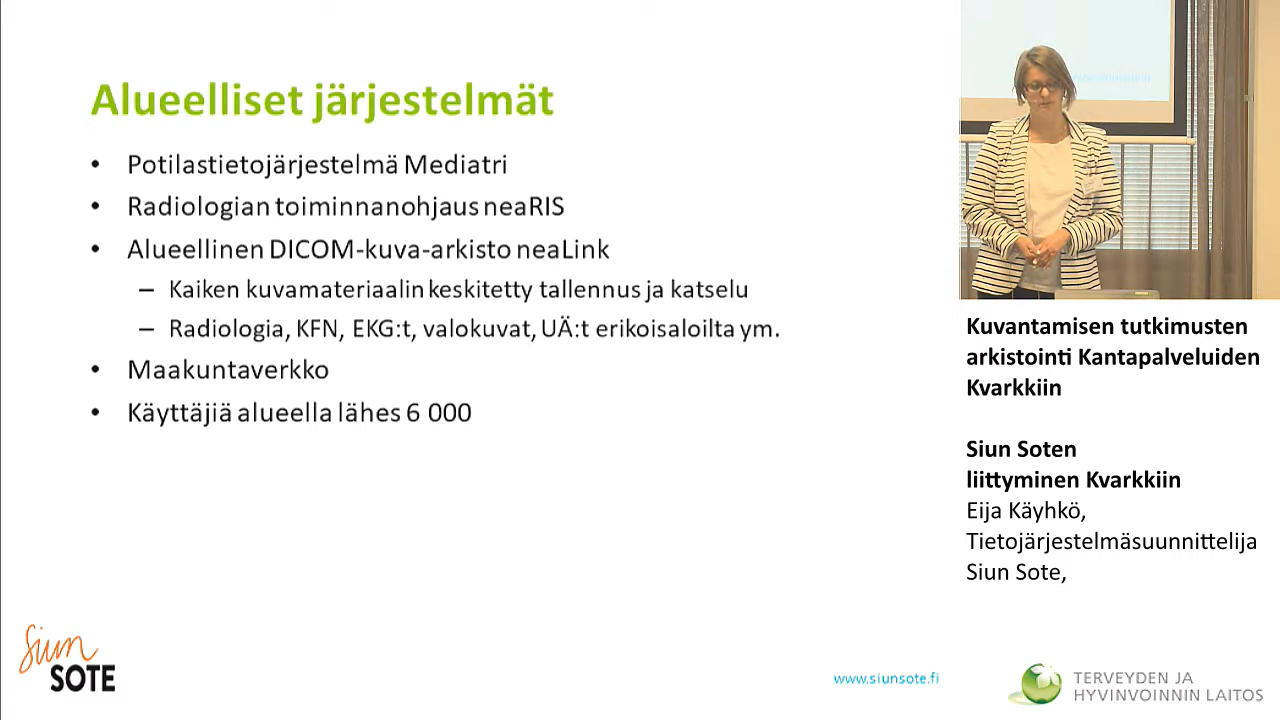 Alueelliset järjestelmät
• Potilastietojärjestelmä Mediatri
• Radiologian toiminnanohjaus neaRIS
• Alueellinen DICOM-kuva-arkisto neaLink
– Kaiken kuvamateriaalin keskitetty tallennus ja katselu
– Radiologia, KFN, EKG:t, valokuvat, UÄ:t erikoisaloilta ym.
• Maakuntaverkko
• Käyttäjiä alueella lähes 6 000
Kuvantamisen tutkimusten
arkistointi Kantapalveluiden
Kvarkkiin
Siun Soten
liittyminen Kvarkkiin
Eija Käyhkö,
Tietojärjestelmäsuunnittelija
Siun Sote,
Siun
SOTE
www.siunsote.fi
TERVEYDEN JA
HYVINVOINNIN LAITOS